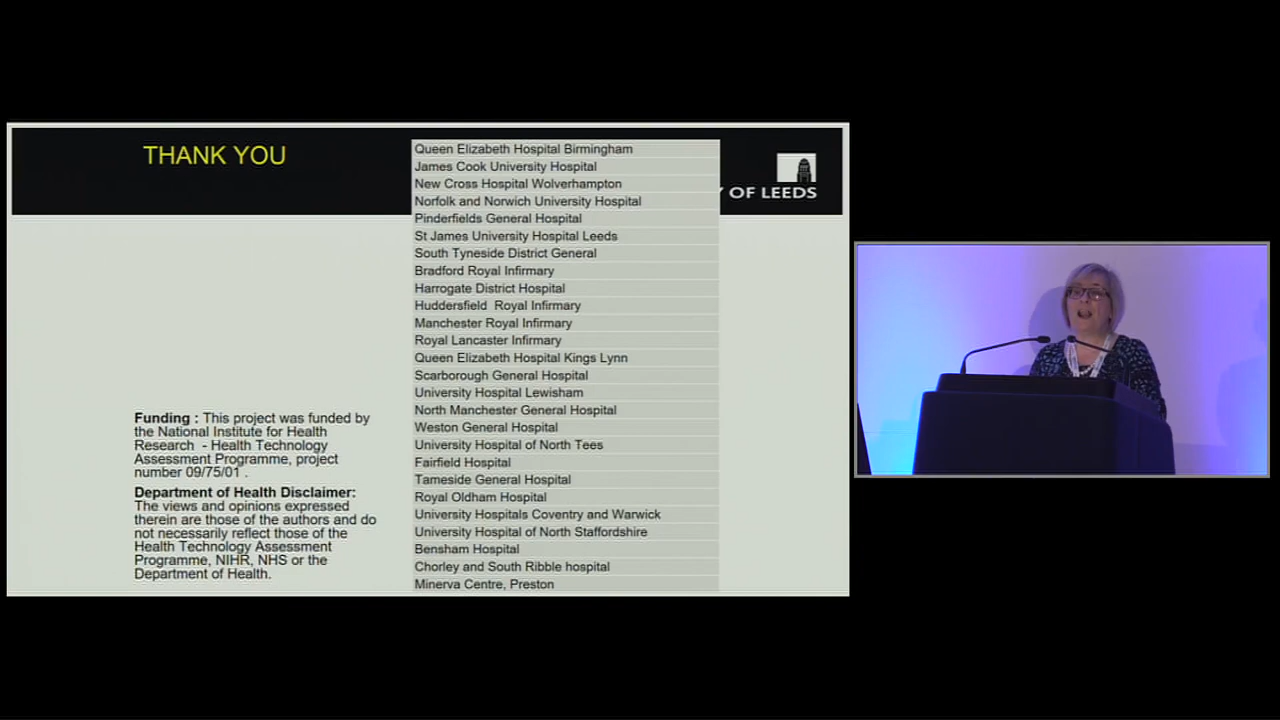 THANK YOU
Queen Elizabeth Hospital Birmingham
James Cook University Hospital
New Cross Hospital Wolverhampton
Norfolk and Norwich University Hospital
Pinderfields General Hospital
St James University Hospital Leeds
South Tyneside District General
Bradford Royal Infirmary
Harrogate District Hospital
Huddersfield  Royal Infirmary
Manchester Royal Infirmary
Royal Lancaster Infirmary
Queen Elizabeth Hospital Kings Lynn
Scarborough General Hospital
University Hospital Lewisham
North Manchester General Hospital
Weston General Hospital
University Hospital of North Tees
Fairfield Hospital
Tameside General Hospital
Royal Oldham Hospital
University Hospitals Coventry and Warwick
University Hospital of North Staffordshire
Bensham Hospital
Chorley and South Ribble hospital
Minerva Centre, Preston
Y OF LEEDS
Funding : This project was funded by
the National Institute for Health
Research  - Health Technology
Assessment Programme, project
number 09/75/01 .
Department of Health Disclaimer:
The views and opinions expressed
therein are those of the authors and do
not necessarily reflect those of the
Health Technology Assessment
Programme, NIHR, NHS or the
Department of Health.